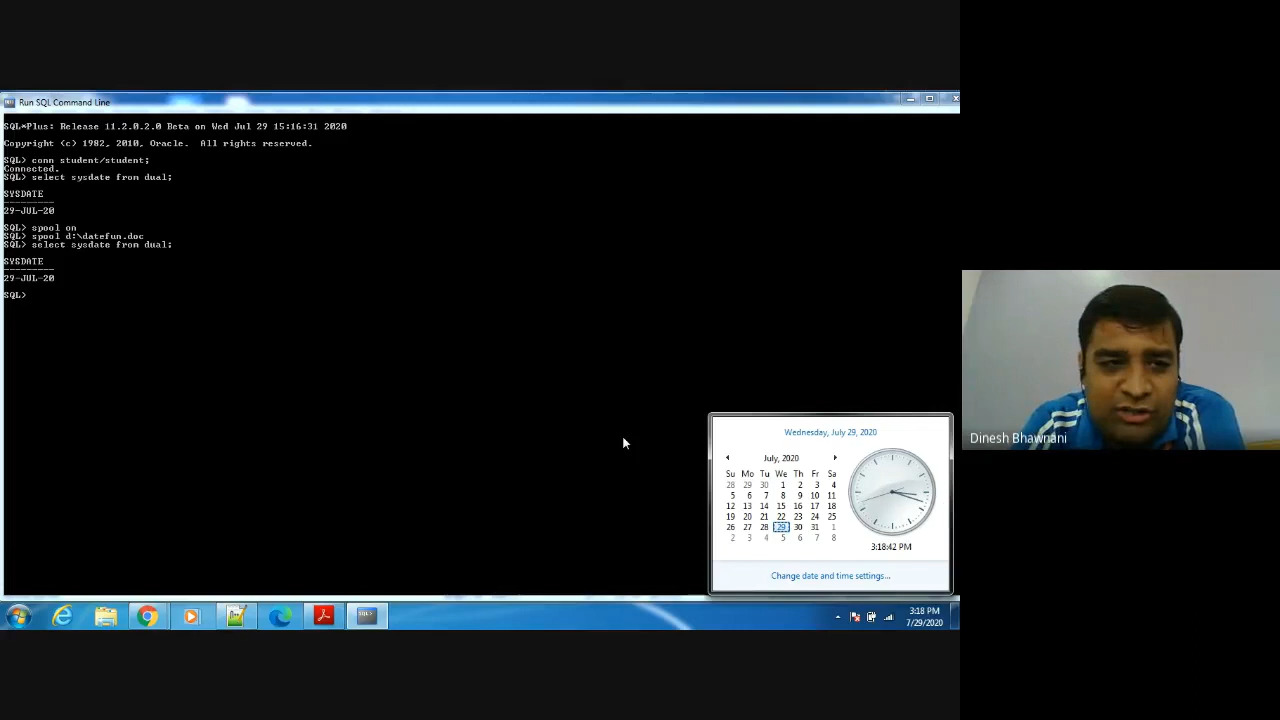 Run SQL Command Line
SQL*Plus: Release 11.2.0.2.0 Beta on Wed Jul 29 15:16:31 2020
Copyright (c) 1982, 2010, Oracle.  All rights reserved.
SQL> conn student/student;
Connected.
SQL> select sysdate from dual;
SYSDATE
---------
29-JUL-20
SQL> spool on
SQL> spool d:\datefun.doc
SQL> select sysdate from dual;
SYSDATE
---------
29-JUL-20
SQL>
Wednesday, July 29, 2020
July, 2020
Su Mo Tu We Th Fr Sa
28 29 30 1 2 3 4
5 6 7 8 9 10 11
12 13 14 15 16 17 18
19 20 21 22 23 24 25
26 27 28 29 30 31 1
2 3 4 5 6 7 8
3:18:42 PM
Change date and time settings...
3:18 PM
7/29/2020
Dinesh Bhawnani